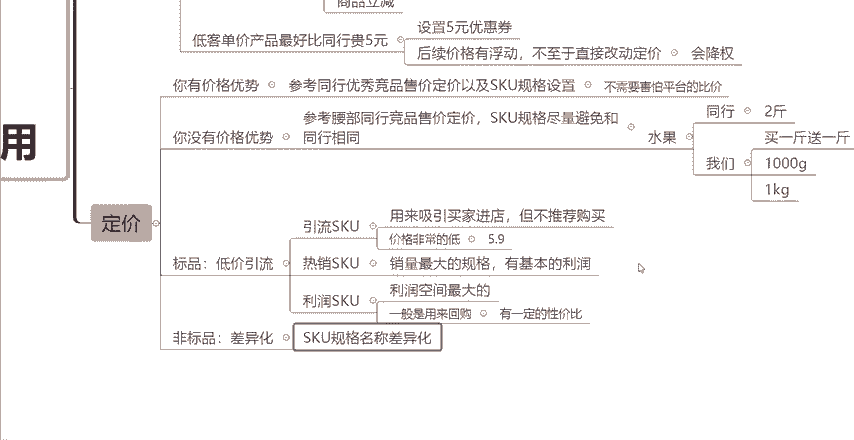 商品立减
设置5元优惠券
低客单价产品最好比同行贵5元
后续价格有浮动，不至于直接改动定价
会降权
你有价格优势
参考同行优秀竞品售价定价以及SKU规格设置
不需要害怕平台的比价
参考腰部同行竞品售价定价，SKU规格尽量避免和
同行相同
你没有价格优势
水果
同行
2斤
我们
买一斤送一斤
1000g
1kg
用
定价
标品：低价引流
引流SKU
用来吸引买家进店，但不推荐购买
价格非常的低
5.9
热销SKU
销量最大的规格，有基本的利润
利润SKU
利润空间最大的
一般是用来回购
有一定的性价比
非标品：差异化
SKU规格名称差异化